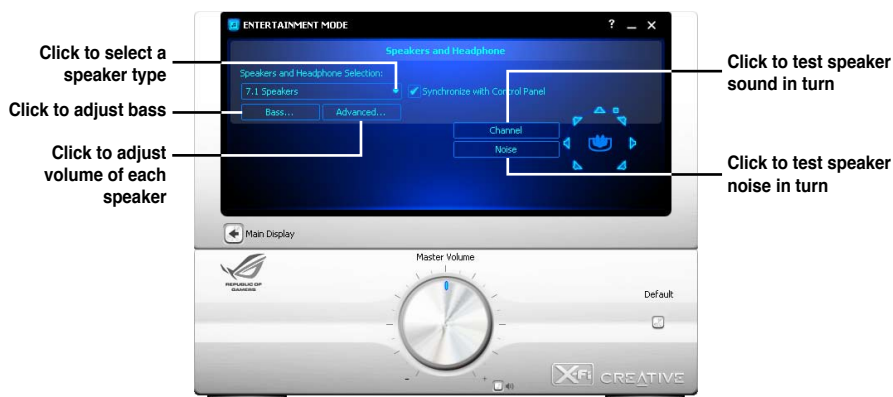 ENTERTAINMENT MODE
? _ X
Speakers and Headphone
Click to select a
speaker type
Speakers and Headphone Selection:
7.1 Speakers
Synchronize with Control Panel
Click to test speaker
sound in turn
Click to adjust bass
Bass...
Advanced...
Channel
Noise
Click to adjust
volume of each
speaker
Click to test speaker
noise in turn
Main Display
REPUBLIC OF
GAMERS
Master Volume
Default
- +
X-Fi CREATIVE